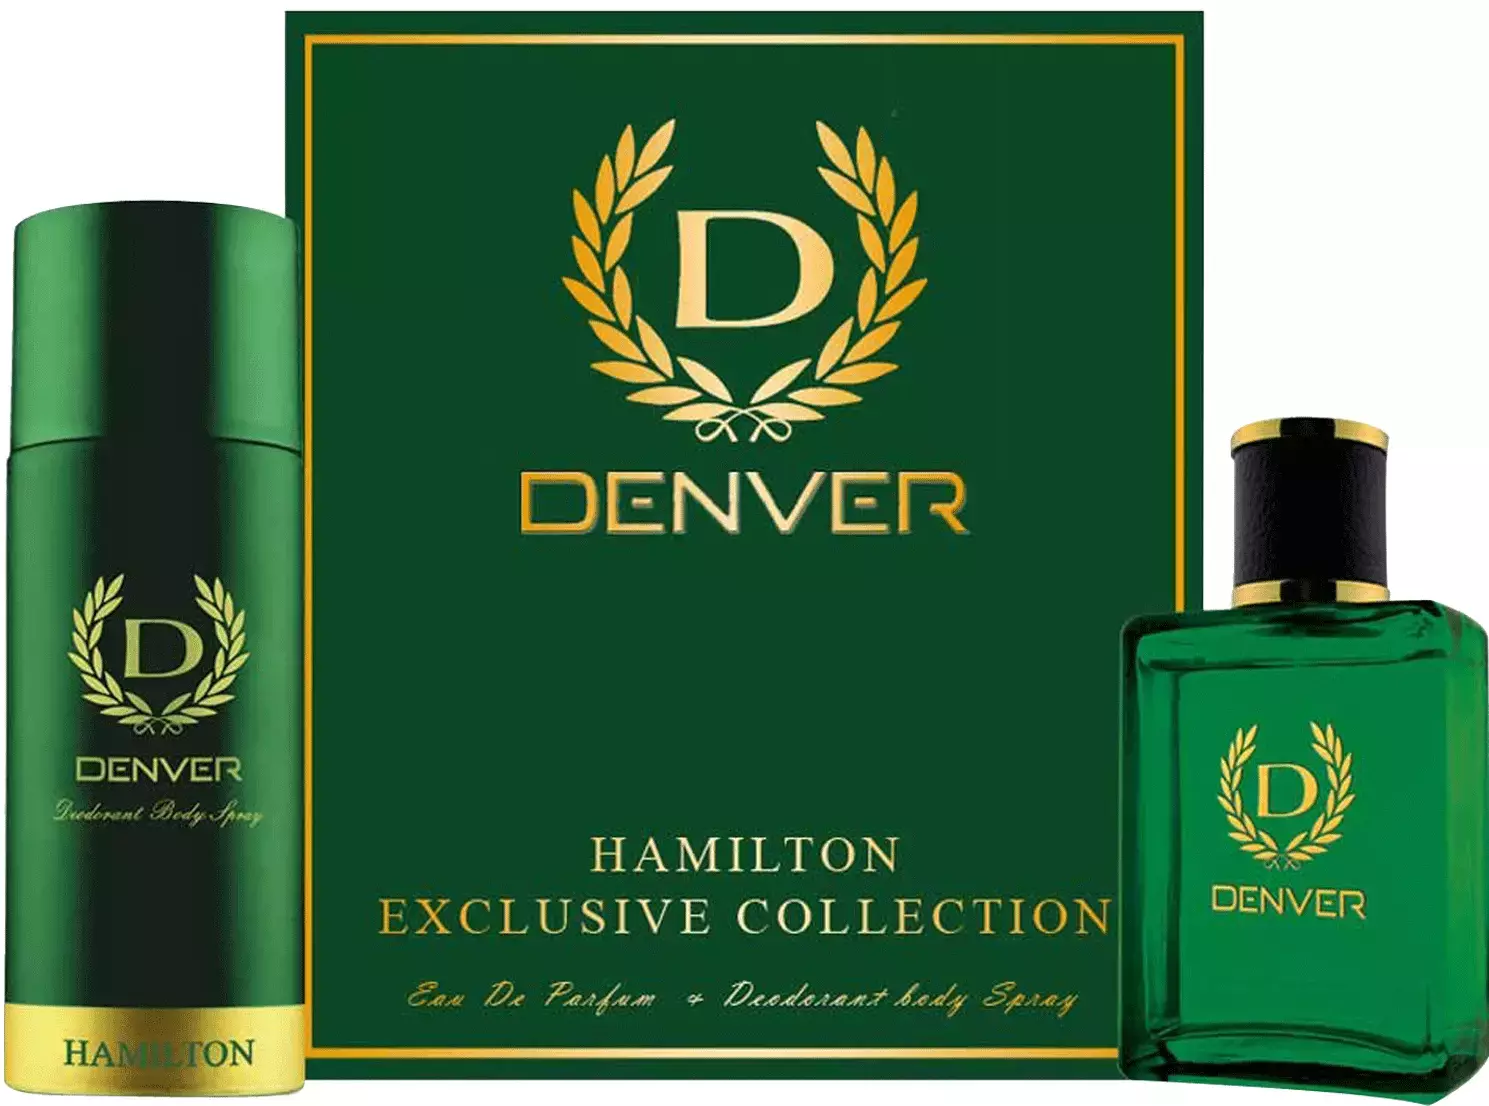 D
DENVER
HAMILTON
EXCLUSIVE COLLECTION
Eau De Parfum & Deodorant body Spray
D
DENVER
Deodorant Body Spray
HAMILTON
D
DENVER